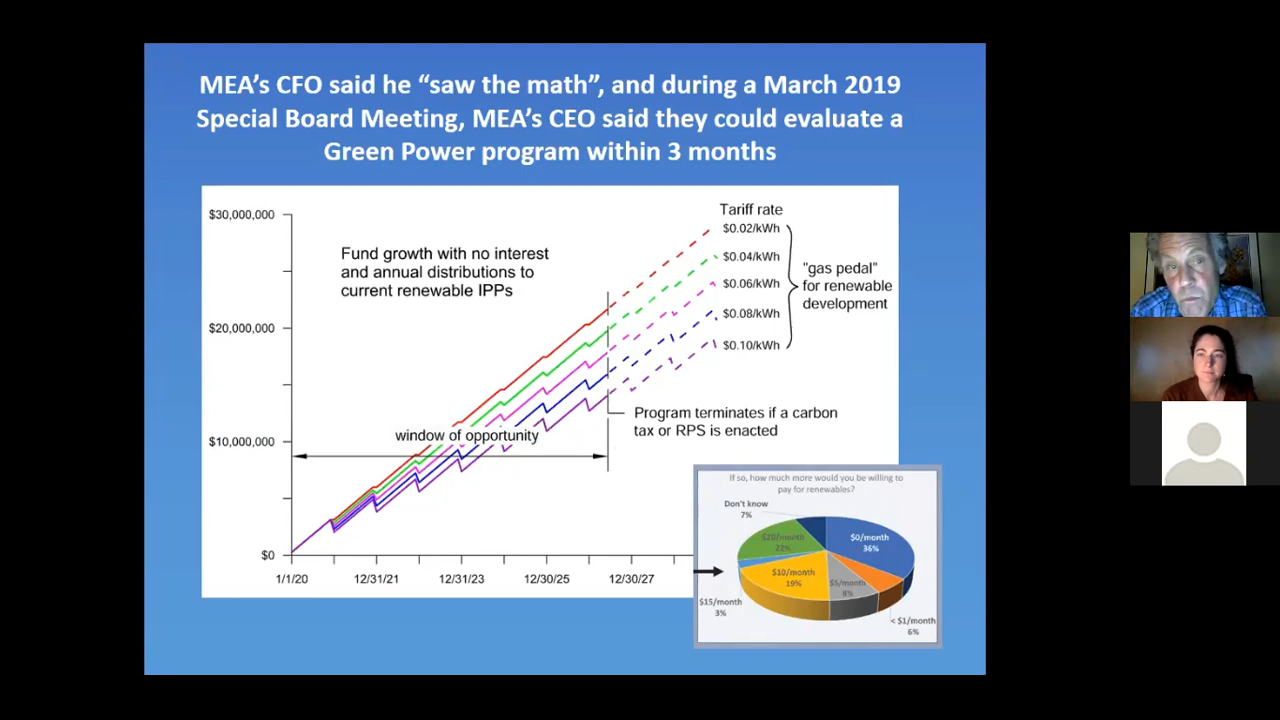 MEA's CFO said he “saw the math”, and during a March 2019
Special Board Meeting, MEA's CEO said they could evaluate a
Green Power program within 3 months
$30,000,000
$20,000,000
$10,000,000
$0
Fund growth with no interest
and annual distributions to
current renewable IPPs
Tariff rate
$0.02/kWh
$0.04/kWh
$0.06/kWh
$0.08/kWh
$0.10/kWh
"gas pedal"
for renewable
development
window of opportunity
Program terminates if a carbon
tax or RPS is enacted
1/1/20
12/31/21
12/31/23
12/30/25
12/30/27
If so, how much more would you be willing to
pay for renewables?
Don't know
7%
$0/month
36%
$20/month
22%
$10/month
19%
$5/month
8%
$15/month
3%
< $1/month
6%